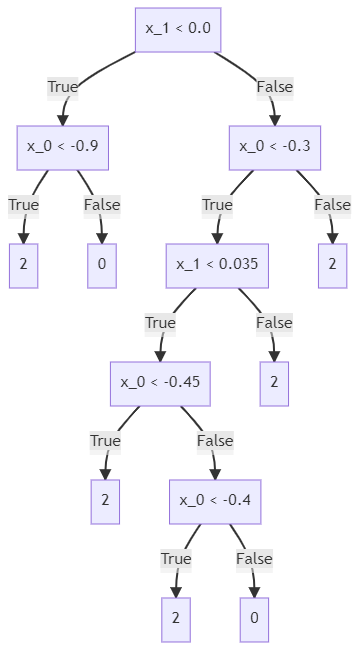 x_1 < 0.0
True
False
x_0 < -0.9
x_0 < -0.3
True
False
True
False
2
0
x_1 < 0.035
2
True
False
x_0 < -0.45
2
True
False
2
x_0 < -0.4
True
False
2
0